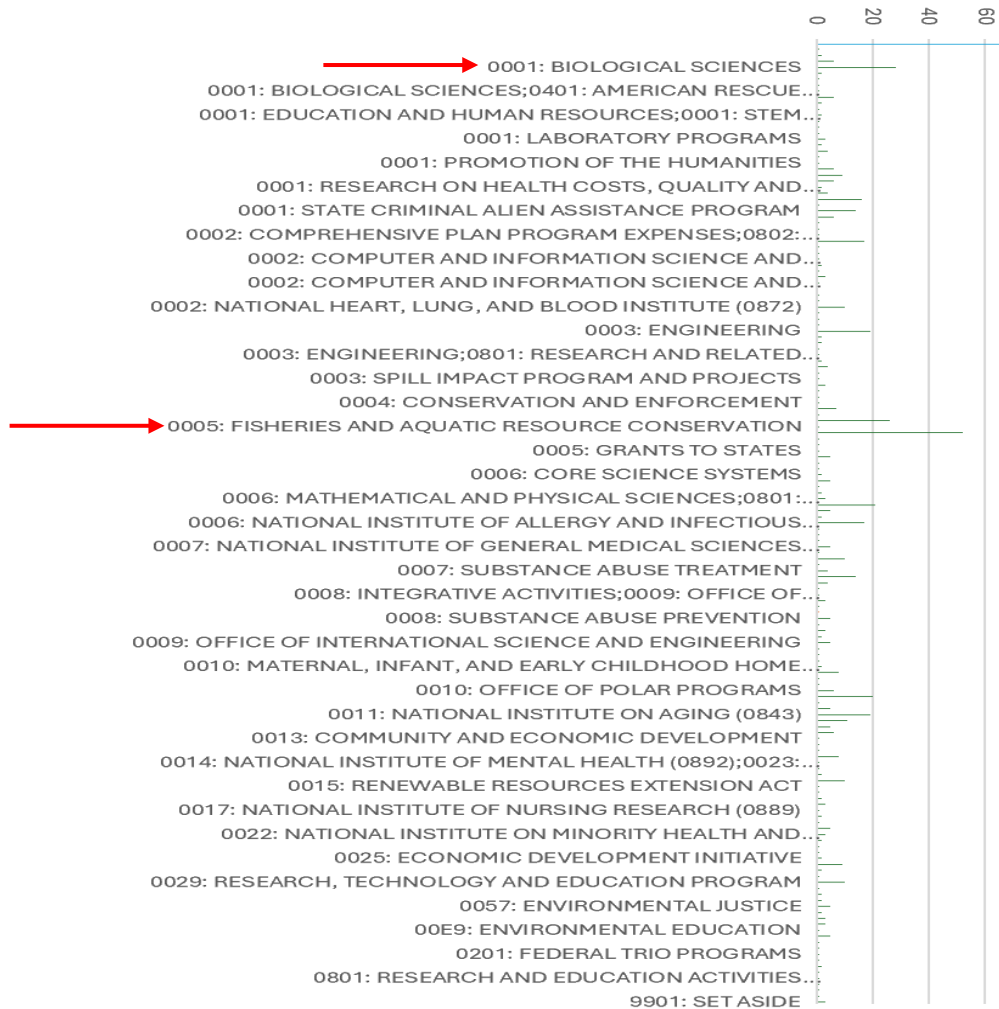 0 20 40 60
0001: BIOLOGICAL SCIENCES
0001: BIOLOGICAL SCIENCES;0401: AMERICAN RESCUE...
0001: EDUCATION AND HUMAN RESOURCES;0001: STEM...
0001: LABORATORY PROGRAMS
0001: PROMOTION OF THE HUMANITIES
0001: RESEARCH ON HEALTH COSTS, QUALITY AND...
0001: STATE CRIMINAL ALIEN ASSISTANCE PROGRAM
0002: COMPREHENSIVE PLAN PROGRAM EXPENSES;0802:...
0002: COMPUTER AND INFORMATION SCIENCE AND...
0002: COMPUTER AND INFORMATION SCIENCE AND...
0002: NATIONAL HEART, LUNG, AND BLOOD INSTITUTE (0872)
0003: ENGINEERING
0003: ENGINEERING;0801: RESEARCH AND RELATED...
0003: SPILL IMPACT PROGRAM AND PROJECTS
0004: CONSERVATION AND ENFORCEMENT
0005: FISHERIES AND AQUATIC RESOURCE CONSERVATION
0005: GRANTS TO STATES
0006: CORE SCIENCE SYSTEMS
0006: MATHEMATICAL AND PHYSICAL SCIENCES;0801:...
0006: NATIONAL INSTITUTE OF ALLERGY AND INFECTIOUS...
0007: NATIONAL INSTITUTE OF GENERAL MEDICAL SCIENCES...
0007: SUBSTANCE ABUSE TREATMENT
0008: INTEGRATIVE ACTIVITIES;0009: OFFICE OF...
0008: SUBSTANCE ABUSE PREVENTION
0009: OFFICE OF INTERNATIONAL SCIENCE AND ENGINEERING
0010: MATERNAL, INFANT, AND EARLY CHILDHOOD HOME...
0010: OFFICE OF POLAR PROGRAMS
0011: NATIONAL INSTITUTE ON AGING (0843)
0013: COMMUNITY AND ECONOMIC DEVELOPMENT
0014: NATIONAL INSTITUTE OF MENTAL HEALTH (0892);0023:...
0015: RENEWABLE RESOURCES EXTENSION ACT
0017: NATIONAL INSTITUTE OF NURSING RESEARCH (0889)
0022: NATIONAL INSTITUTE ON MINORITY HEALTH AND...
0025: ECONOMIC DEVELOPMENT INITIATIVE
0029: RESEARCH, TECHNOLOGY AND EDUCATION PROGRAM
0057: ENVIRONMENTAL JUSTICE
00E9: ENVIRONMENTAL EDUCATION
0201: FEDERAL TRIO PROGRAMS
0801: RESEARCH AND EDUCATION ACTIVITIES...
9901: SET ASIDE